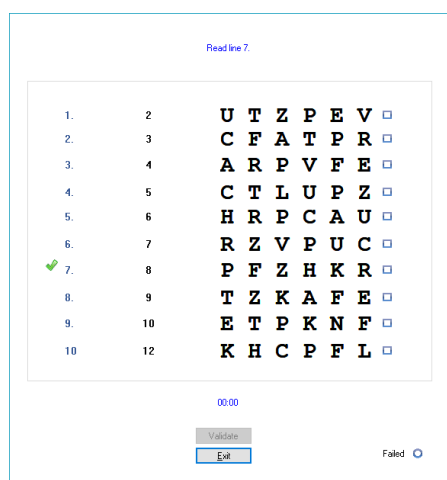 Read line 7.
1. 2 U T Z P E V
2. 3 C F A T P R
3. 4 A R P V F E
4. 5 C T L U P Z
5. 6 H R P C A U
6. 7 R Z V P U C
7. 8 P F Z H K R
8. 9 T Z K A F E
9. 10 E T P K N F
10 12 K H C P F L
00:00
Validate
Exit Failed